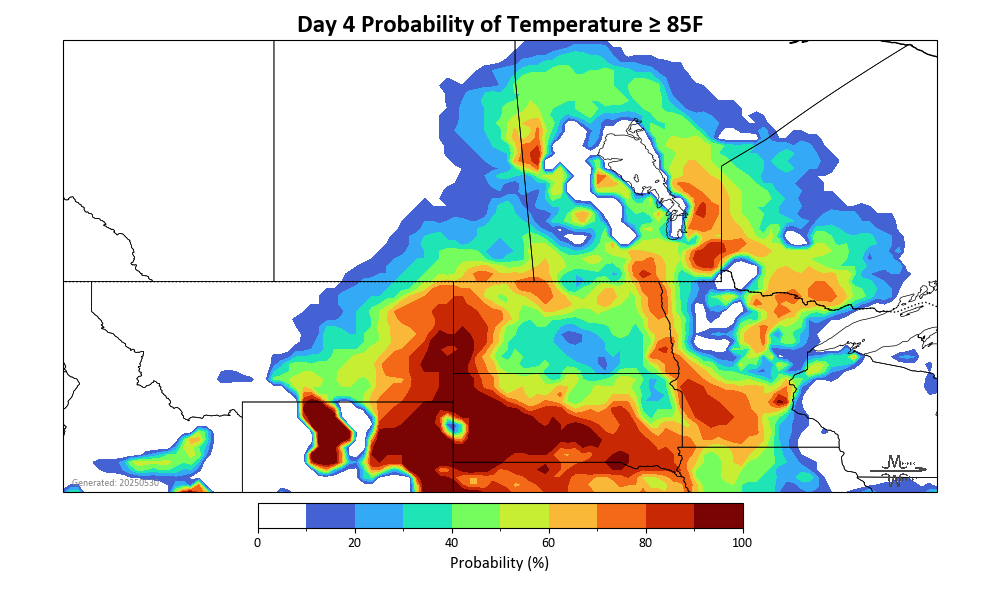 Day 4 Probability of Temperature ≥ 85F
Generated: 20250530
0 20 40 60 80 100
Probability (%)